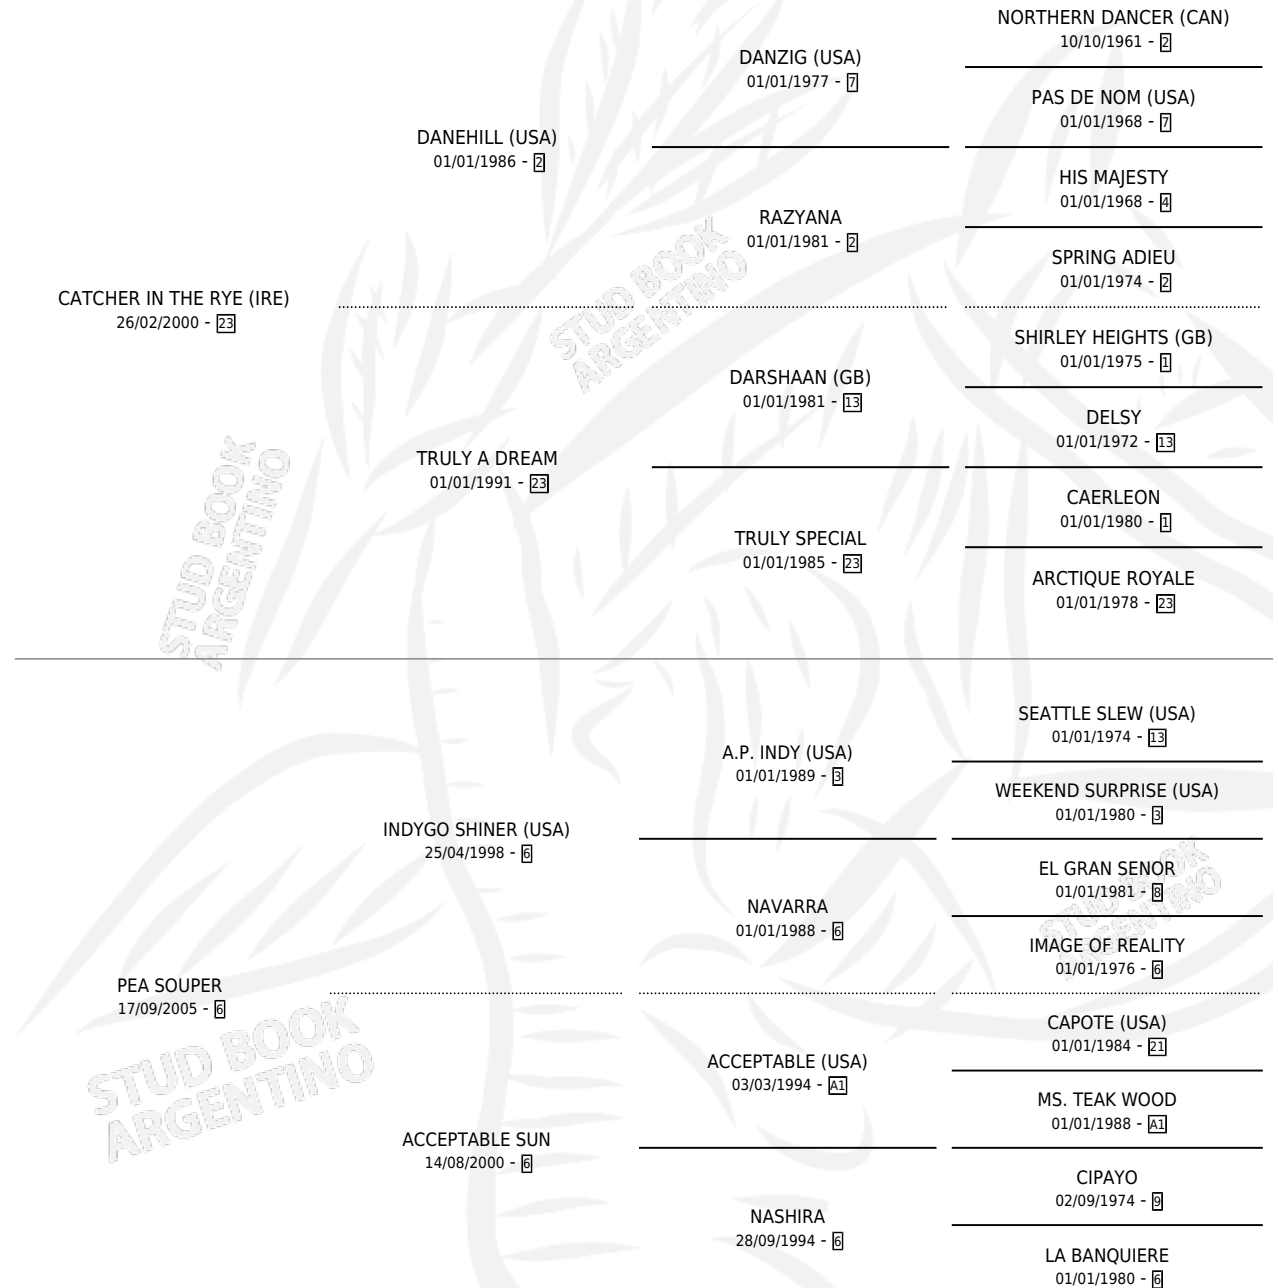 NORTHERN DANCER (CAN)
10/10/1961 - 2
DANZIG (USA)
01/01/1977 - 7
PAS DE NOM (USA)
01/01/1968 - 7
DANEHILL (USA)
01/01/1986 - 2
HIS MAJESTY
01/01/1968 - 4
RAZYANA
01/01/1981 - 2
SPRING ADIEU
01/01/1974 - 2
CATCHER IN THE RYE (IRE)
26/02/2000 - 23
SHIRLEY HEIGHTS (GB)
01/01/1975 - 1
DARSHAAN (GB)
01/01/1981 - 13
DELSY
01/01/1972 - 13
TRULY A DREAM
01/01/1991 - 23
CAERLEON
01/01/1980 - 1
TRULY SPECIAL
01/01/1985 - 23
ARCTIQUE ROYALE
01/01/1978 - 23
STUD BOOK
ARGENTINO
STUD BOOK
ARGENTINO
SEATTLE SLEW (USA)
01/01/1974 - 13
A.P. INDY (USA)
01/01/1989 - 3
WEEKEND SURPRISE (USA)
01/01/1980 - 3
INDYGO SHINER (USA)
25/04/1998 - 6
EL GRAN SENOR
01/01/1981 - 8
NAVARRA
01/01/1988 - 6
IMAGE OF REALITY
01/01/1976 - 6
PEA SOUPER
17/09/2005 - 6
CAPOTE (USA)
01/01/1984 - 21
ACCEPTABLE (USA)
03/03/1994 - A1
MS. TEAK WOOD
01/01/1988 - A1
ACCEPTABLE SUN
14/08/2000 - 6
CIPAYO
02/09/1974 - 9
NASHIRA
28/09/1994 - 6
LA BANQUIERE
01/01/1980 - 6
STUD BOOK
ARGENTINO
STUD BOOK
ARGENTINO